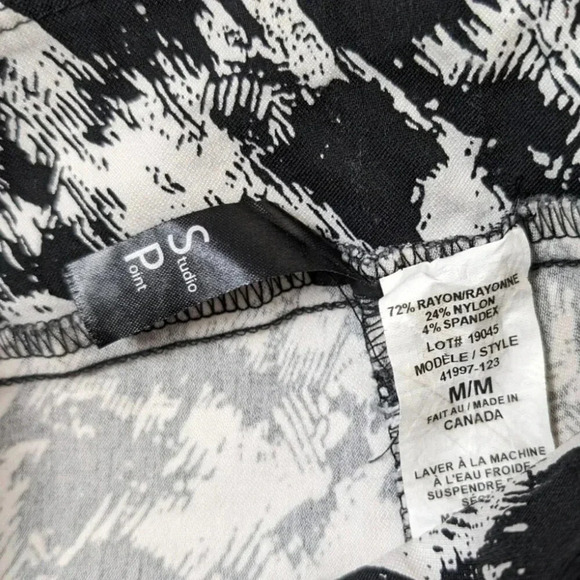 Studio
Point
72% RAYON/RAYONNE
24% NYLON
4% SPANDEX
LOT# 19045
MODÈLE / STYLE
41997-123
M/M
FAIT AU / MADE IN
CANADA
LAVER À LA MACHINE
À L'EAU FROIDE
SUSPENDRE